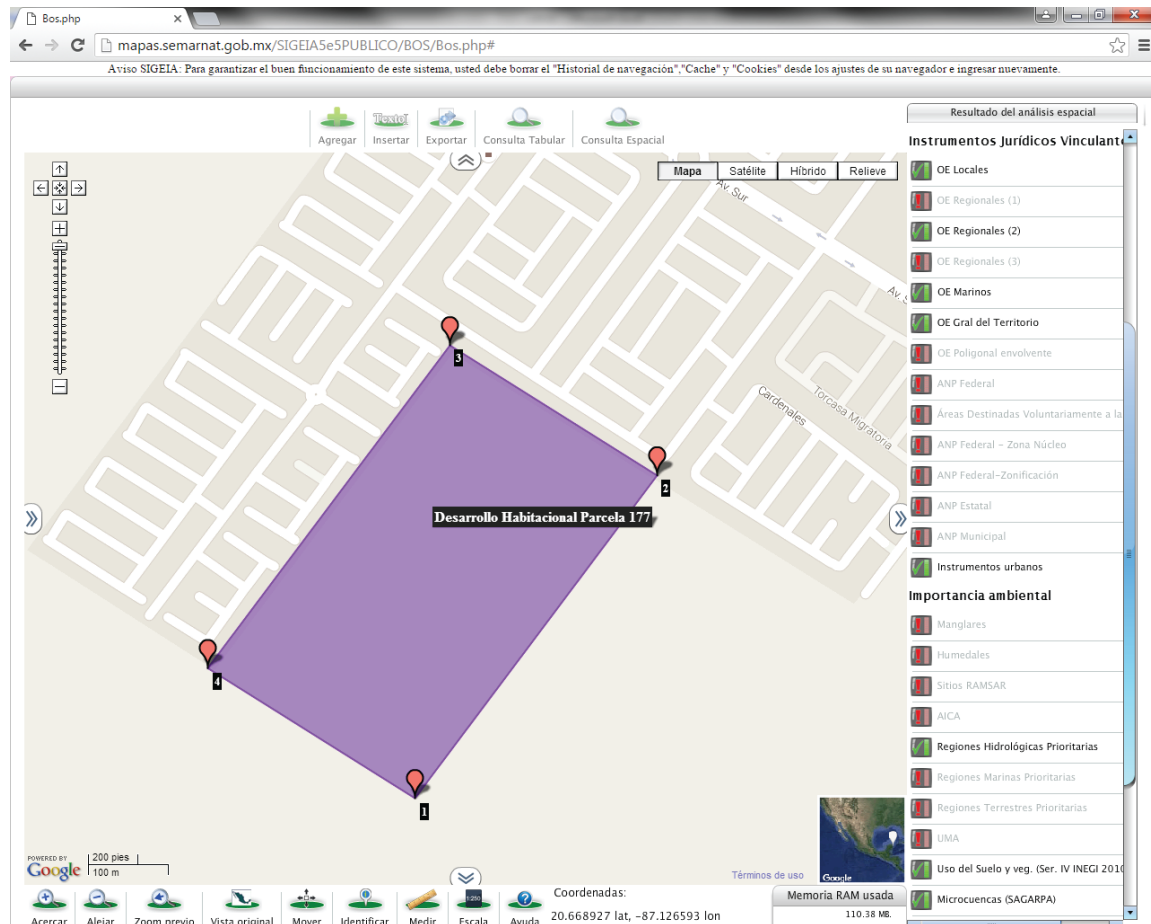 Bos.php
mapas.semarnat.gob.mx/SIGEIA5e5PUBLICO/BOS/Bos.php#
Aviso SIGEIA: Para garantizar el buen funcionamiento de este sistema, usted debe borrar el "Historial de navegación","Cache" y "Cookies" desde los ajustes de su navegador e ingresar nuevamente.
Agregar
Texto
Insertar
Exportar
Consulta Tabular
Consulta Espacial
Mapa
Satélite
Híbrido
Relieve
Av. Sur
Cardenales
Torcasa Migratoria
3
2
Desarrollo Habitacional Parcela 177
4
1
POWERED BY
Google
200 pies
100 m
Términos de uso
Google
Resultado del análisis espacial
Instrumentos Jurídicos Vinculante
OE Locales
OE Regionales (1)
OE Regionales (2)
OE Regionales (3)
OE Marinos
OE Gral del Territorio
OE Poligonal envolvente
ANP Federal
Áreas Destinadas Voluntariamente a la
ANP Federal - Zona Núcleo
ANP Federal-Zonificación
ANP Estatal
ANP Municipal
Instrumentos urbanos
Importancia ambiental
Manglares
Humedales
Sitios RAMSAR
AICA
Regiones Hidrológicas Prioritarias
Regiones Marinas Prioritarias
Regiones Terrestres Prioritarias
UMA
Uso del Suelo y veg. (Ser. IV INEGI 2010
Microcuencas (SAGARPA)
Acercar
Alejar
Zoom previo
Vista original
Mover
Identificar
Medir
Escala
Ayuda
Coordenadas:
20.668927 lat, -87.126593 lon
Memoria RAM usada
110.38 MB.